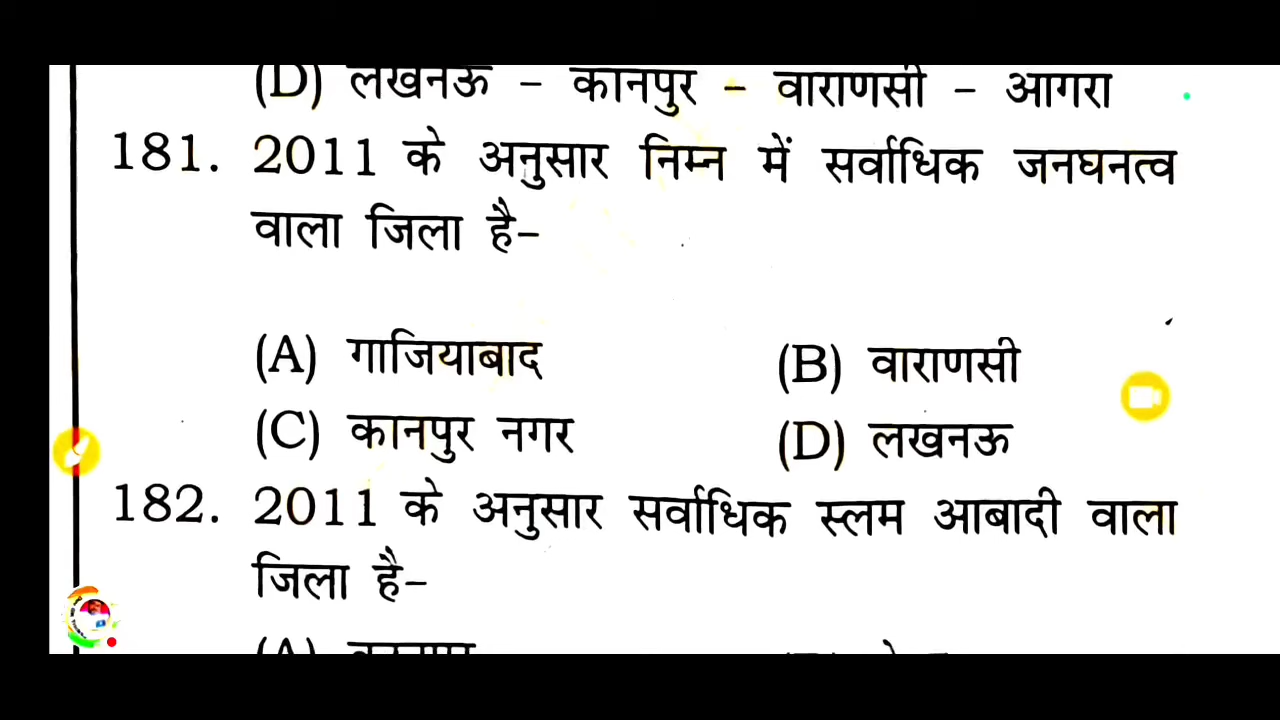 (D) लखनऊ - कानपुर - वाराणसी - आगरा
181. 2011 के अनुसार निम्न में सर्वाधिक जनघनत्व
वाला जिला है-
(A) गाजियाबाद (B) वाराणसी
(C) कानपुर नगर (D) लखनऊ
182. 2011 के अनुसार सर्वाधिक स्लम आबादी वाला
जिला है-
(A)